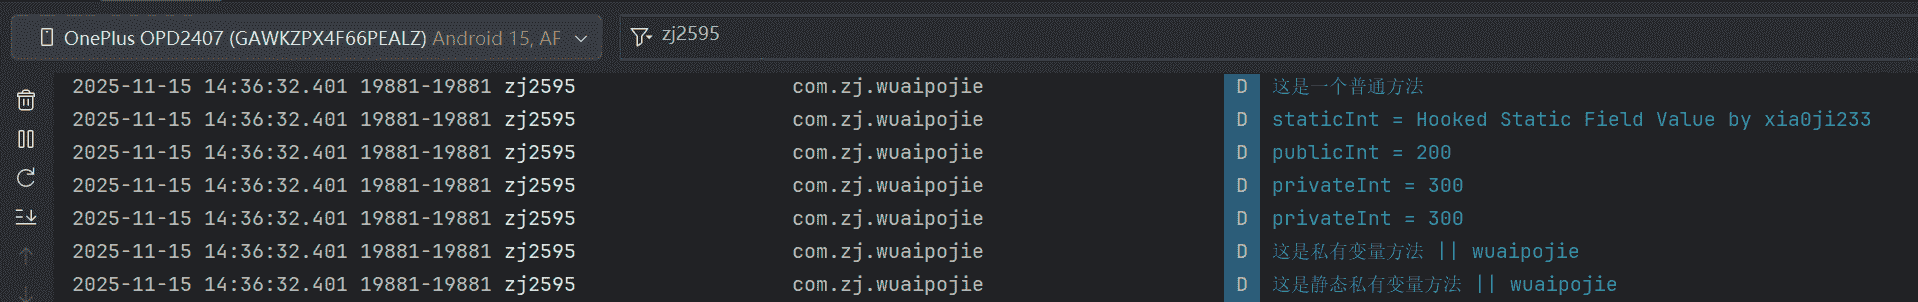 OnePlus OPD2407 (GAWKZPX4F66PEALZ) Android 15, AF
zj2595
2025-11-15 14:36:32.401 19881-19881 zj2595 com.zj.wuaipojie D 这是一个普通方法
2025-11-15 14:36:32.401 19881-19881 zj2595 com.zj.wuaipojie D staticInt = Hooked Static Field Value by xia0ji233
2025-11-15 14:36:32.401 19881-19881 zj2595 com.zj.wuaipojie D publicInt = 200
2025-11-15 14:36:32.401 19881-19881 zj2595 com.zj.wuaipojie D privateInt = 300
2025-11-15 14:36:32.401 19881-19881 zj2595 com.zj.wuaipojie D privateInt = 300
2025-11-15 14:36:32.401 19881-19881 zj2595 com.zj.wuaipojie D 这是私有变量方法 || wuaipojie
2025-11-15 14:36:32.401 19881-19881 zj2595 com.zj.wuaipojie D 这是静态私有变量方法 || wuaipojie